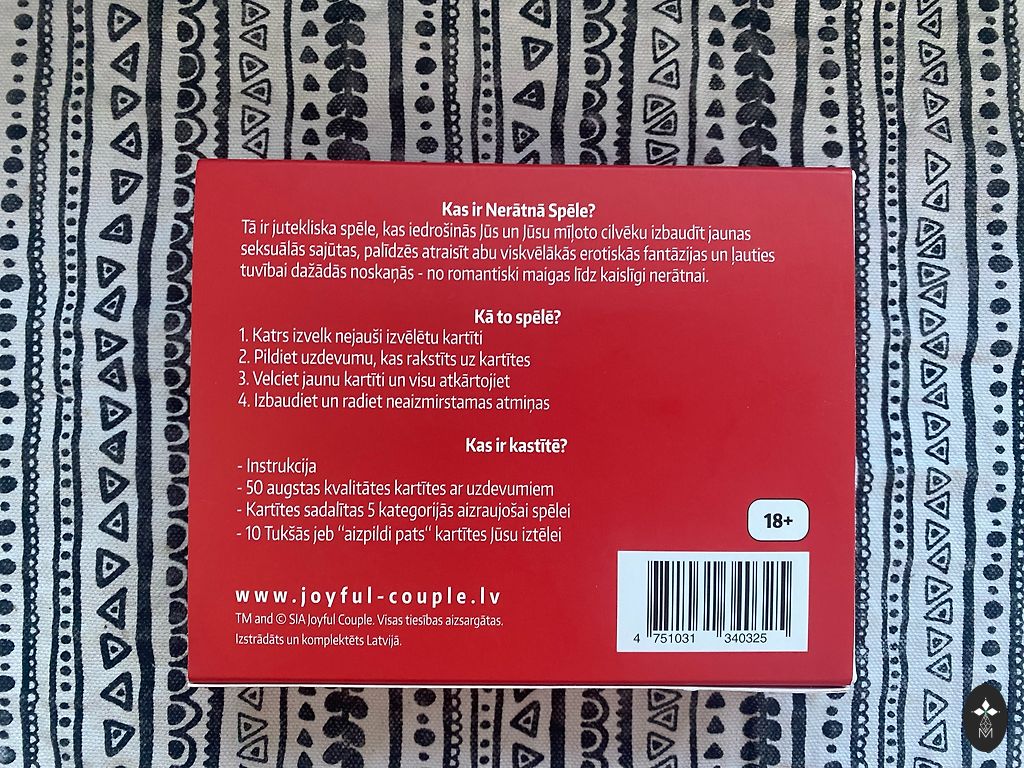 Kas ir Nerātnā Spēle?
Tā ir jutekliska spēle, kas iedrošinās Jūs un Jūsu mīļoto cilvēku izbaudīt jaunas
seksuālās sajūtas, palīdzēs atraisīt abu viskvēlākās erotiskās fantāzijas un ļauties
tuvībai dažādās noskaņās - no romantiski maigas līdz kaislīgi nerātnai.
Kā to spēlē?
1. Katrs izvelk nejauši izvēlētu kartīti
2. Pildiet uzdevumu, kas rakstīts uz kartītes
3. Velciet jaunu kartīti un visu atkārtojiet
4. Izbaudiet un radiet neaizmirstamas atmiņas
Kas ir kastītē?
- Instrukcija
- 50 augstas kvalitātes kartītes ar uzdevumiem
- Kartītes sadalītas 5 kategorijās aizraujošai spēlei
- 10 Tukšās jeb “aizpildi pats“ kartītes Jūsu iztēlei
18+
www.joyful-couple.lv
TM and © SIA Joyful Couple. Visas tiesības aizsargātas.
Izstrādāts un komplektēts Latvijā.
4 751031 340325
M